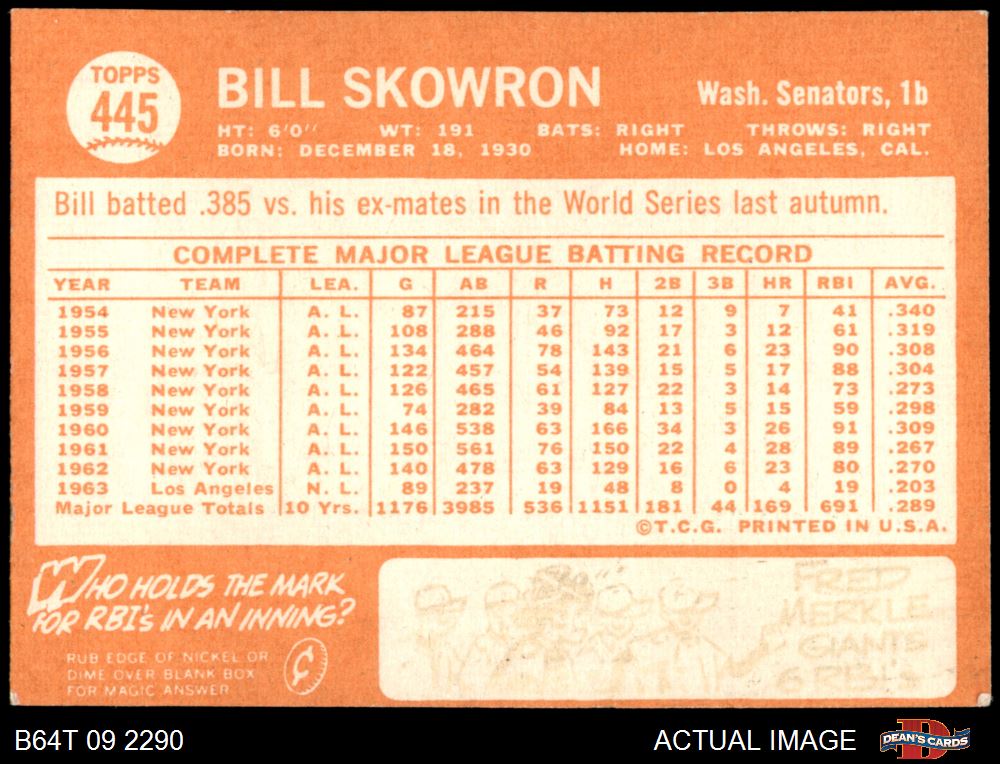 TOPPS
445
BILL SKOWRON
Wash. Senators, 1b
HT: 6'0" WT: 191 BATS: RIGHT THROWS: RIGHT
BORN: DECEMBER 18, 1930 HOME: LOS ANGELES, CAL.
Bill batted .385 vs. his ex-mates in the World Series last autumn.
COMPLETE MAJOR LEAGUE BATTING RECORD
YEAR TEAM LEA. G AB R H 2B 3B HR RBI AVG.
1954 New York A. L. 87 215 37 73 12 9 7 41 .340
1955 New York A. L. 108 288 46 92 17 3 12 61 .319
1956 New York A. L. 134 464 78 143 21 6 23 90 .308
1957 New York A. L. 122 457 54 139 15 5 17 88 .304
1958 New York A. L. 126 465 61 127 22 3 14 73 .273
1959 New York A. L. 74 282 39 84 13 5 15 59 .298
1960 New York A. L. 146 538 63 166 34 3 26 91 .309
1961 New York A. L. 150 561 76 150 22 4 28 89 .267
1962 New York A. L. 140 478 63 129 16 6 23 80 .270
1963 Los Angeles N. L. 89 237 19 48 8 0 4 19 .203
Major League Totals 10 Yrs. 1176 3985 536 1151 181 44 169 691 .289
©T.C.G. PRINTED IN U.S.A.
WHO HOLDS THE MARK
FOR RBI's IN AN INNING?
RUB EDGE OF NICKEL OR
DIME OVER BLANK BOX
FOR MAGIC ANSWER
¢
FRED
MERKLE
GIANTS
6 RBI's
B64T 09 2290
ACTUAL IMAGE
D
DEAN'S CARDS